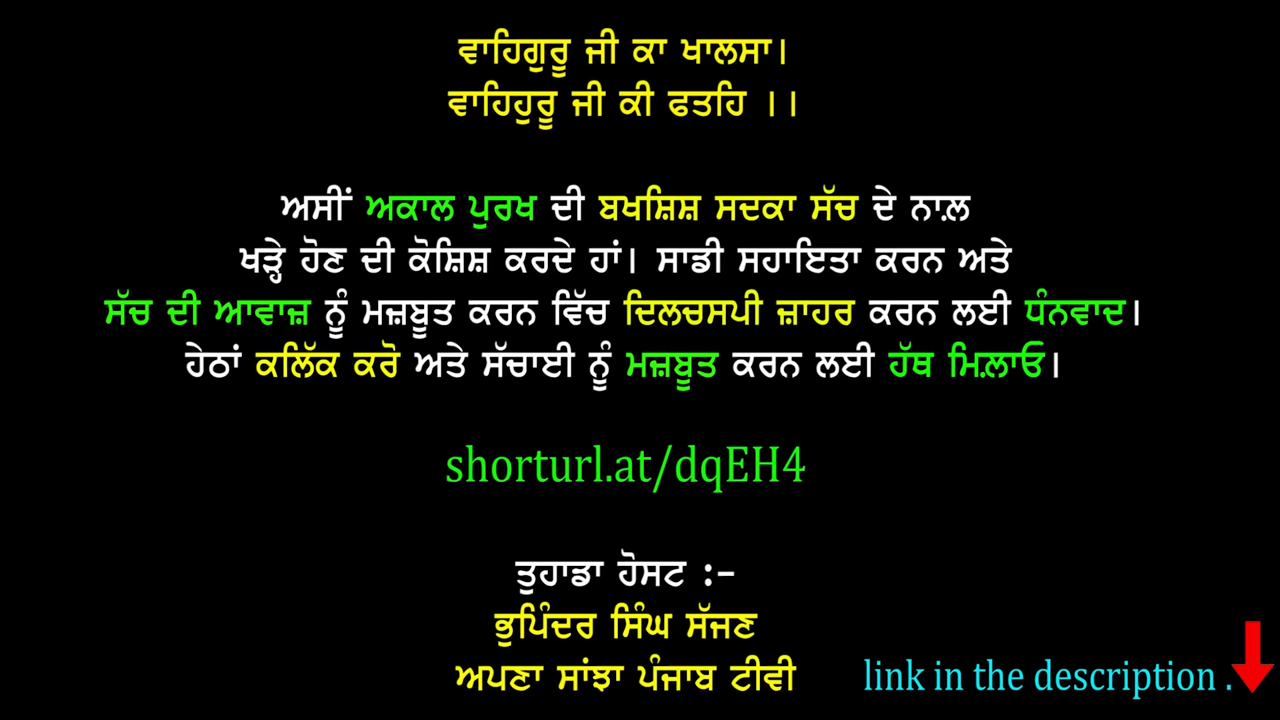 ਵਾਹਿਗੁਰੂ ਜੀ ਕਾ ਖਾਲਸਾ।
ਵਾਹਿਹੁਰੂ ਜੀ ਕੀ ਫਤਹਿ ।।
ਅਸੀਂ ਅਕਾਲ ਪੁਰਖ ਦੀ ਬਖਸ਼ਿਸ਼ ਸਦਕਾ ਸੱਚ ਦੇ ਨਾਲ਼
ਖੜ੍ਹੇ ਹੋਣ ਦੀ ਕੋਸ਼ਿਸ਼ ਕਰਦੇ ਹਾਂ। ਸਾਡੀ ਸਹਾਇਤਾ ਕਰਨ ਅਤੇ
ਸੱਚ ਦੀ ਆਵਾਜ਼ ਨੂੰ ਮਜ਼ਬੂਤ ਕਰਨ ਵਿੱਚ ਦਿਲਚਸਪੀ ਜ਼ਾਹਰ ਕਰਨ ਲਈ ਧੰਨਵਾਦ।
ਹੇਠਾਂ ਕਲਿੱਕ ਕਰੋ ਅਤੇ ਸੱਚਾਈ ਨੂੰ ਮਜ਼ਬੂਤ ਕਰਨ ਲਈ ਹੱਥ ਮਿਲ਼ਾਓ।
shorturl.at/dqEH4
ਤੁਹਾਡਾ ਹੋਸਟ :-
ਭੁਪਿੰਦਰ ਸਿੰਘ ਸੱਜਣ
ਅਪਣਾ ਸਾਂਝਾ ਪੰਜਾਬ ਟੀਵੀ
link in the description .